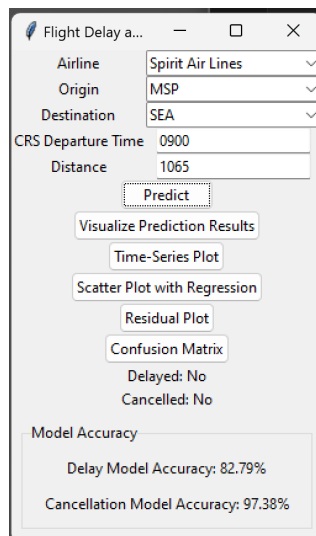 Flight Delay a...
Airline Spirit Air Lines
Origin MSP
Destination SEA
CRS Departure Time 0900
Distance 1065
Predict
Visualize Prediction Results
Time-Series Plot
Scatter Plot with Regression
Residual Plot
Confusion Matrix
Delayed: No
Cancelled: No
Model Accuracy
Delay Model Accuracy: 82.79%
Cancellation Model Accuracy: 97.38%